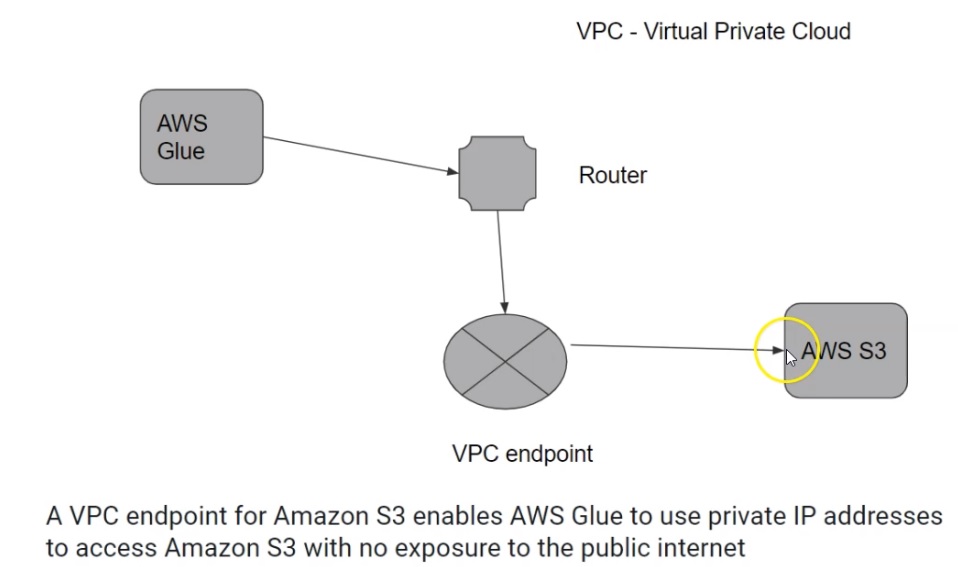 VPC - Virtual Private Cloud
AWS
Glue
Router
AWS S3
VPC endpoint
A VPC endpoint for Amazon S3 enables AWS Glue to use private IP addresses
to access Amazon S3 with no exposure to the public internet